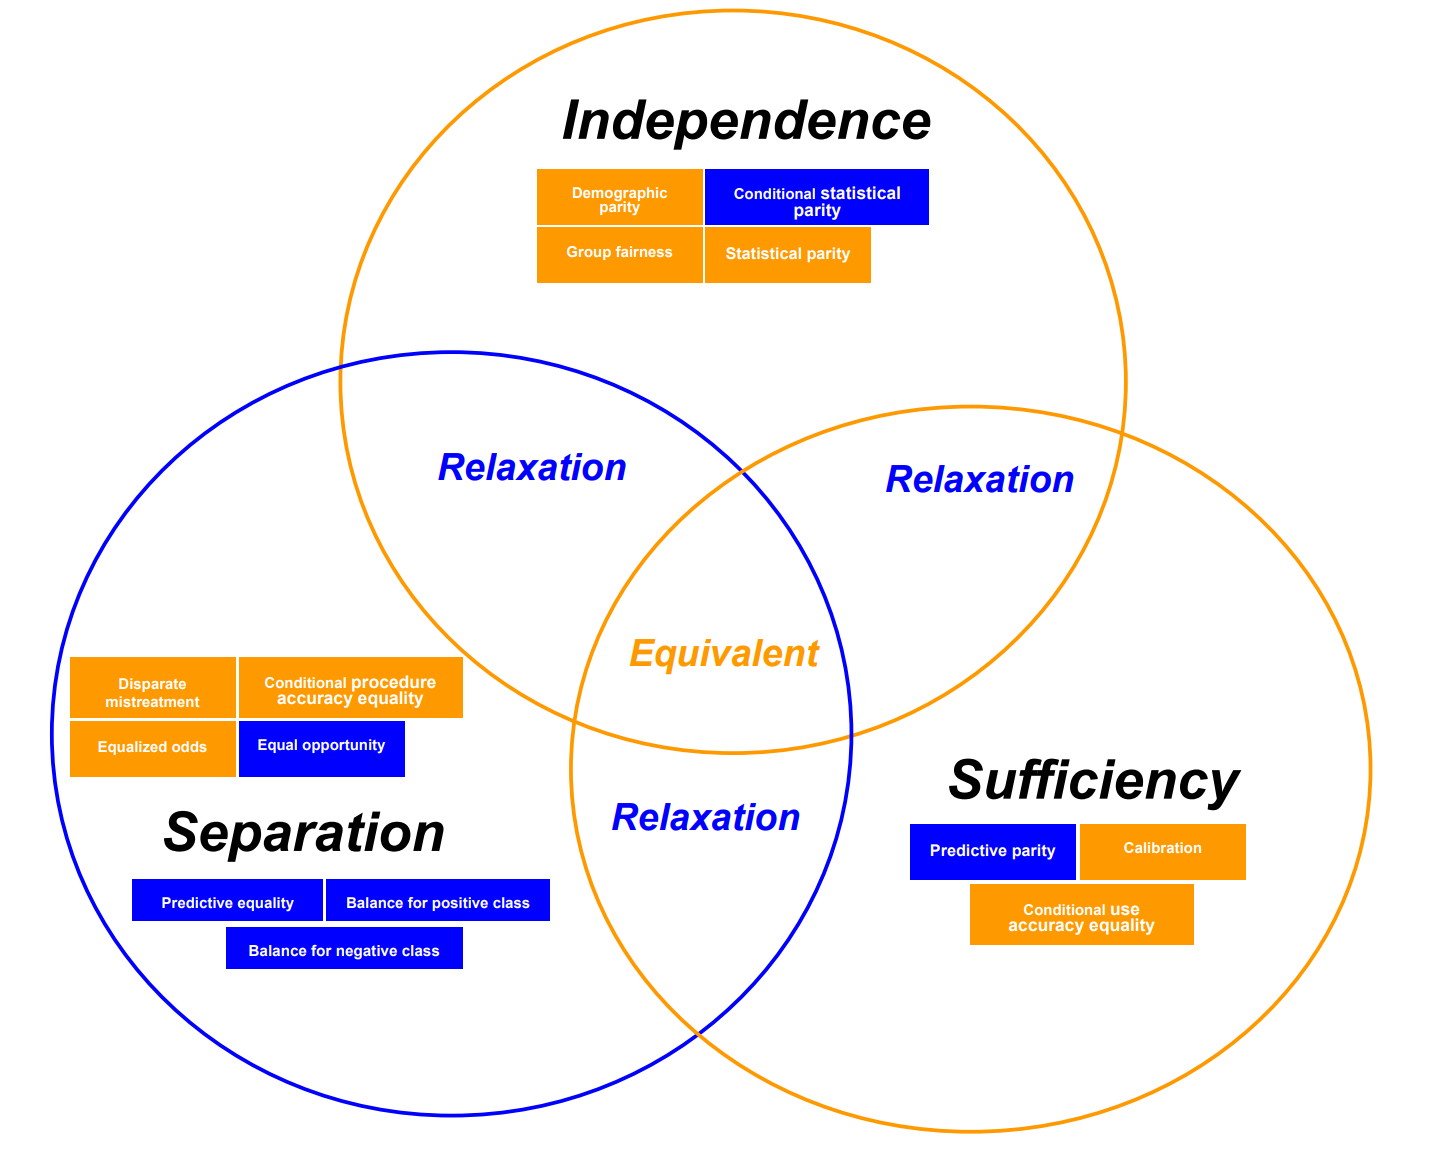 Independence
Demographic
parity
Conditional statistical
parity
Group fairness
Statistical parity
Relaxation
Relaxation
Equivalent
Disparate
mistreatment
Conditional procedure
accuracy equality
Equalized odds
Equal opportunity
Separation
Relaxation
Predictive equality
Balance for positive class
Balance for negative class
Sufficiency
Predictive parity
Calibration
Conditional use
accuracy equality